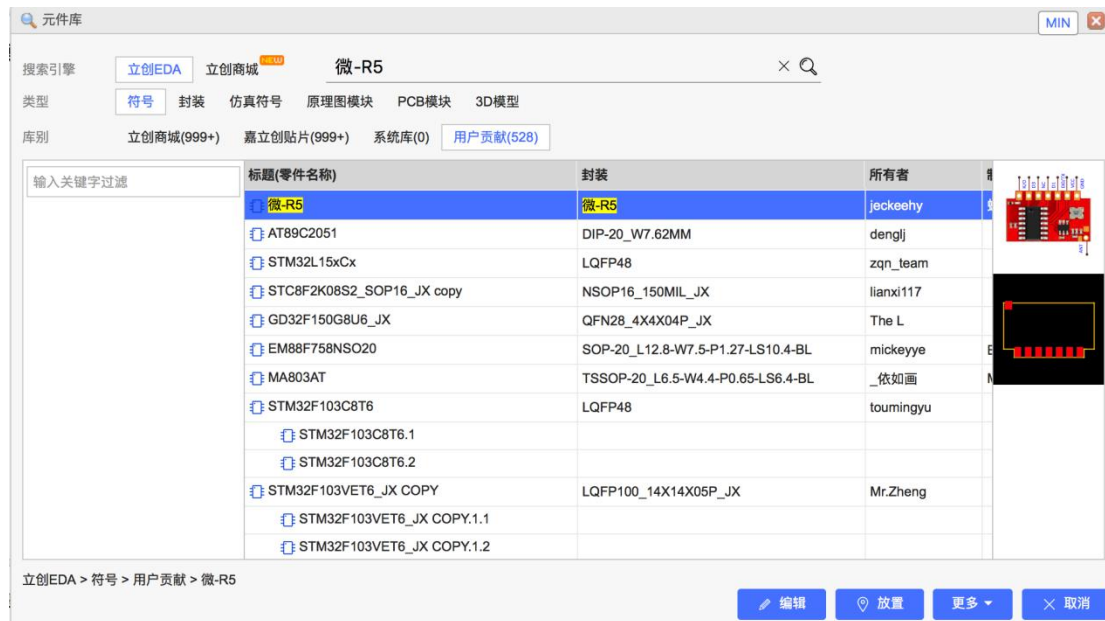 元件库 MIN
搜索引擎 立创EDA 立创商城 NEW 微-R5
类型 符号 封装 仿真符号 原理图模块 PCB模块 3D模型
库别 立创商城(999+) 嘉立创贴片(999+) 系统库(0) 用户贡献(528)
输入关键字过滤
标题(零件名称) 封装 所有者
微-R5 微-R5 jeckeehy
AT89C2051 DIP-20_W7.62MM denglj
STM32L15xCx LQFP48 zqn_team
STC8F2K08S2_SOP16_JX copy NSOP16_150MIL_JX lianxi117
GD32F150G8U6_JX QFN28_4X4X04P_JX The L
EM88F758NSO20 SOP-20_L12.8-W7.5-P1.27-LS10.4-BL mickeyye
MA803AT TSSOP-20_L6.5-W4.4-P0.65-LS6.4-BL _依如画
STM32F103C8T6 LQFP48 toumingyu
STM32F103C8T6.1
STM32F103C8T6.2
STM32F103VET6_JX COPY LQFP100_14X14X05P_JX Mr.Zheng
STM32F103VET6_JX COPY.1.1
STM32F103VET6_JX COPY.1.2
立创EDA > 符号 > 用户贡献 > 微-R5
编辑 放置 更多 取消